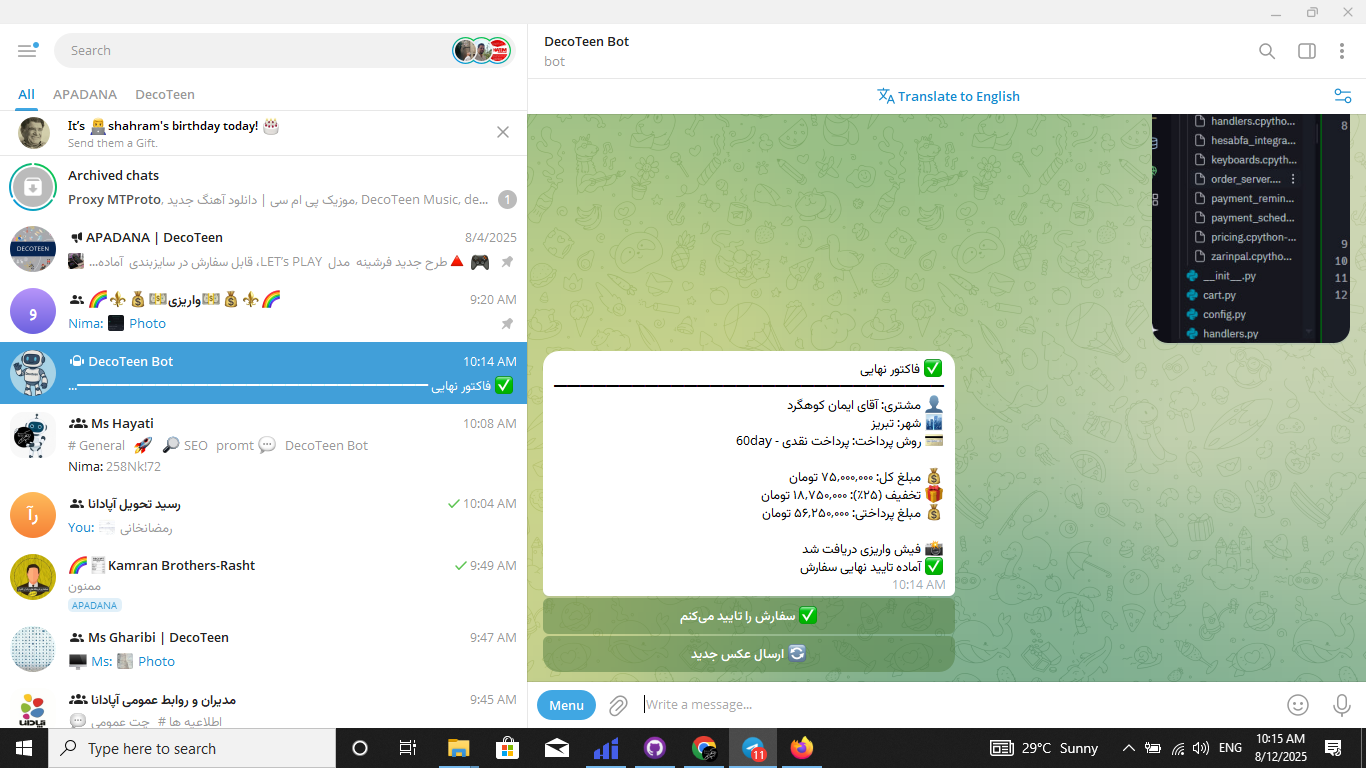 Search
All APADANA DecoTeen
It's 👨‍💻shahram's birthday today! 🎂
Send them a Gift.
Archived chats
Proxy MTProto, موزیک پی ام سی | دانلود آهنگ جدید, DecoTeen Music, de...
1
APADANA | DecoTeen
8/4/2025
🎮 🔺طرح جدید فرشینه مدل LET's PLAY، قابل سفارش در سایزبندی آماده...
DECOTEEN
و
🌈⚜️💰💵واریزی💵💰⚜️🌈
9:20 AM
Nima: Photo
DecoTeen Bot
10:14 AM
✅ فاکتور نهایی ━━━━━━━━━━━━━━━━━━━━...
Ms Hayati
10:08 AM
# General 🚀 🔎 SEO promt 💬 DecoTeen Bot
Nima: 258Nk!72
رآ
رسید تحویل آپادانا
10:04 AM
You: رمضانخانی
🌈🧾Kamran Brothers-Rasht
9:49 AM
ممنون
APADANA
Ms Gharibi | DecoTeen
9:47 AM
🖥️ Ms: Photo
مدیران و روابط عمومی آپادانا
9:45 AM
💬 چت عمومی # اطلاعیه ها
DecoTeen Bot
bot
Translate to English
handlers.cpytho...
hesabfa_integra...
keyboards.cpyth...
order_server....
payment_remin...
payment_sched...
pricing.cpython-...
zarinpal.cpytho...
__init__.py
cart.py
config.py
handlers.py
8
9
10
11
12
✅ فاکتور نهایی
━━━━━━━━━━━━━━━━━━━━
👤 مشتری: آقای ایمان کوهگرد
🏙️ شهر: تبریز
💳 روش پرداخت: پرداخت نقدی - 60day
💰 مبلغ کل: ۷۵,۰۰۰,۰۰۰ تومان
🎁 تخفیف (۲۵٪): ۱۸,۷۵۰,۰۰۰ تومان
💰 مبلغ پرداختی: ۵۶,۲۵۰,۰۰۰ تومان
📸 فیش واریزی دریافت شد
✅ آماده تایید نهایی سفارش
10:14 AM
✅ سفارش را تایید می‌کنم
🔄 ارسال عکس جدید
Menu
Write a message...
Type here to search
11
29°C Sunny
ENG
10:15 AM
8/12/2025